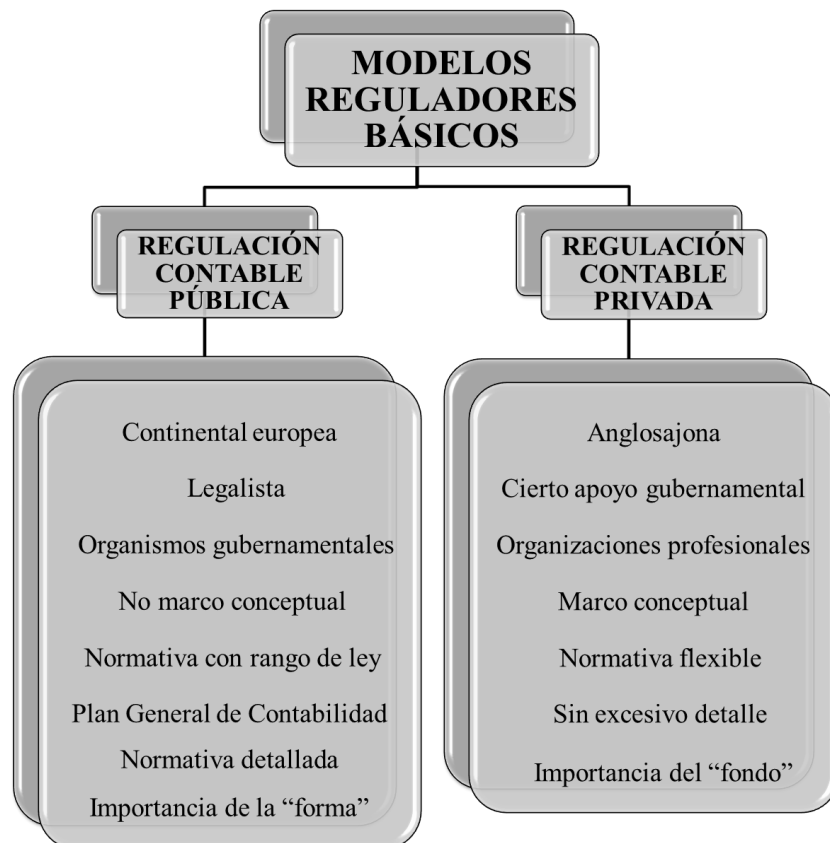 MODELOS
REGULADORES
BÁSICOS
REGULACIÓN
CONTABLE
PÚBLICA
Continental europea
Legalista
Organismos gubernamentales
No marco conceptual
Normativa con rango de ley
Plan General de Contabilidad
Normativa detallada
Importancia de la “forma”
REGULACIÓN
CONTABLE
PRIVADA
Anglosajona
Cierto apoyo gubernamental
Organizaciones profesionales
Marco conceptual
Normativa flexible
Sin excesivo detalle
Importancia del “fondo”